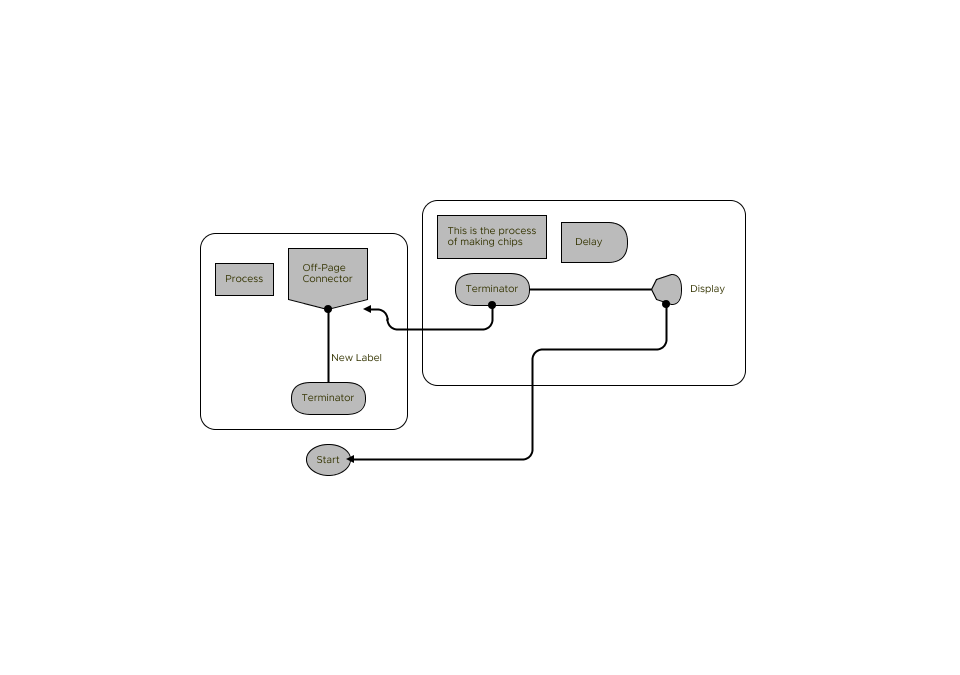 This is the process
of making chips
Delay
Off-Page
Connector
Process
Terminator
Display
New Label
Terminator
Start